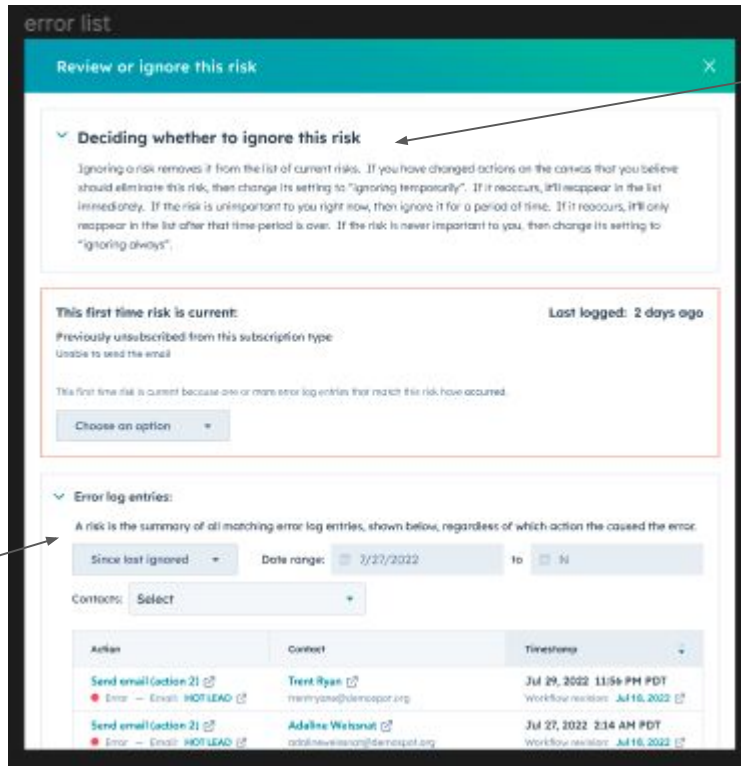 error list
Review or ignore this risk
Deciding whether to ignore this risk
Ignoring a risk removes it from the list of current risks. If you have changed actions on the canvas that you believe
should eliminate this risk, then change its setting to "ignoring temporarily". If it reoccurs, it'll reappear in the list
immediately. If the risk is unimportant to you right now, then ignore it for a period of time. If it reoccurs, it'll only
reappear in the list after that time period is over. If the risk is never important to you, then change its setting to
"ignoring always".
This first time risk is current: Last logged: 2 days ago
Previously unsubscribed from this subscription type
Unable to send the email
This first time risk is current because one or more error log entries that match this risk have occurred.
Choose an option
Error log entries:
A risk is the summary of all matching error log entries, shown below, regardless of which action the caused the error.
Since last ignored Date range: 7/27/2022 to N
Contacts: Select
Action Contact Timestamp
Send email (action 2) Trent Ryan Jul 29, 2022 11:56 PM PDT
Error — Email: HOT LEAD Workflow revision: Jul 18, 2022
Send email (action 2) Adaline Weissnat Jul 27, 2022 2:14 AM PDT
Error — Email: HOT LEAD Workflow revision: Jul 18, 2022